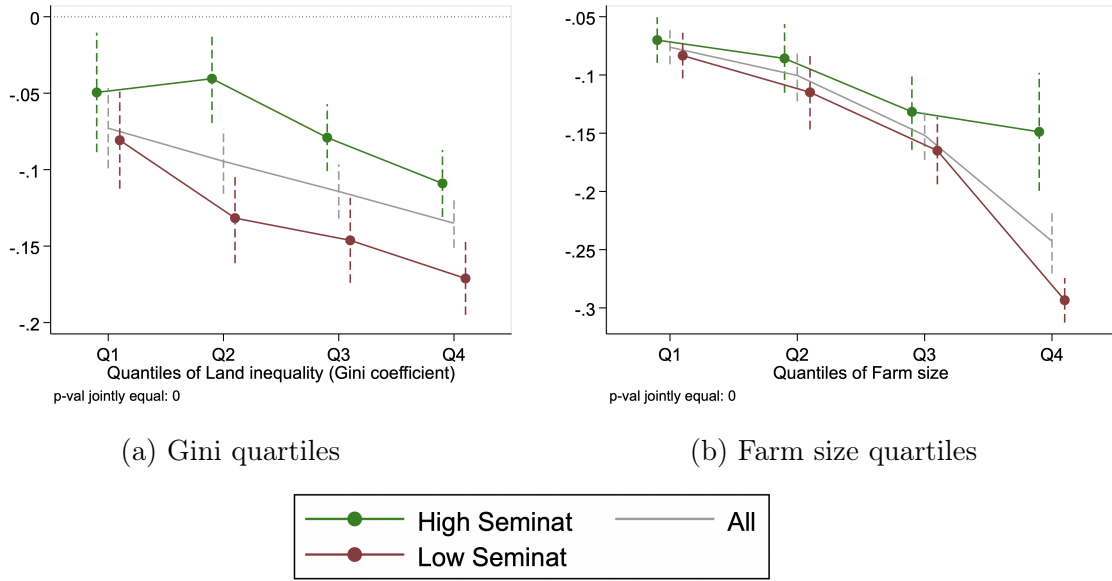 0
-.05
-.1
-.15
-.2
Q1 Q2 Q3 Q4
Quantiles of Land inequality (Gini coefficient)
p-val jointly equal: 0
(a) Gini quartiles
-.05
-.1
-.15
-.2
-.25
-.3
Q1 Q2 Q3 Q4
Quantiles of Farm size
p-val jointly equal: 0
(b) Farm size quartiles
High Seminat All
Low Seminat